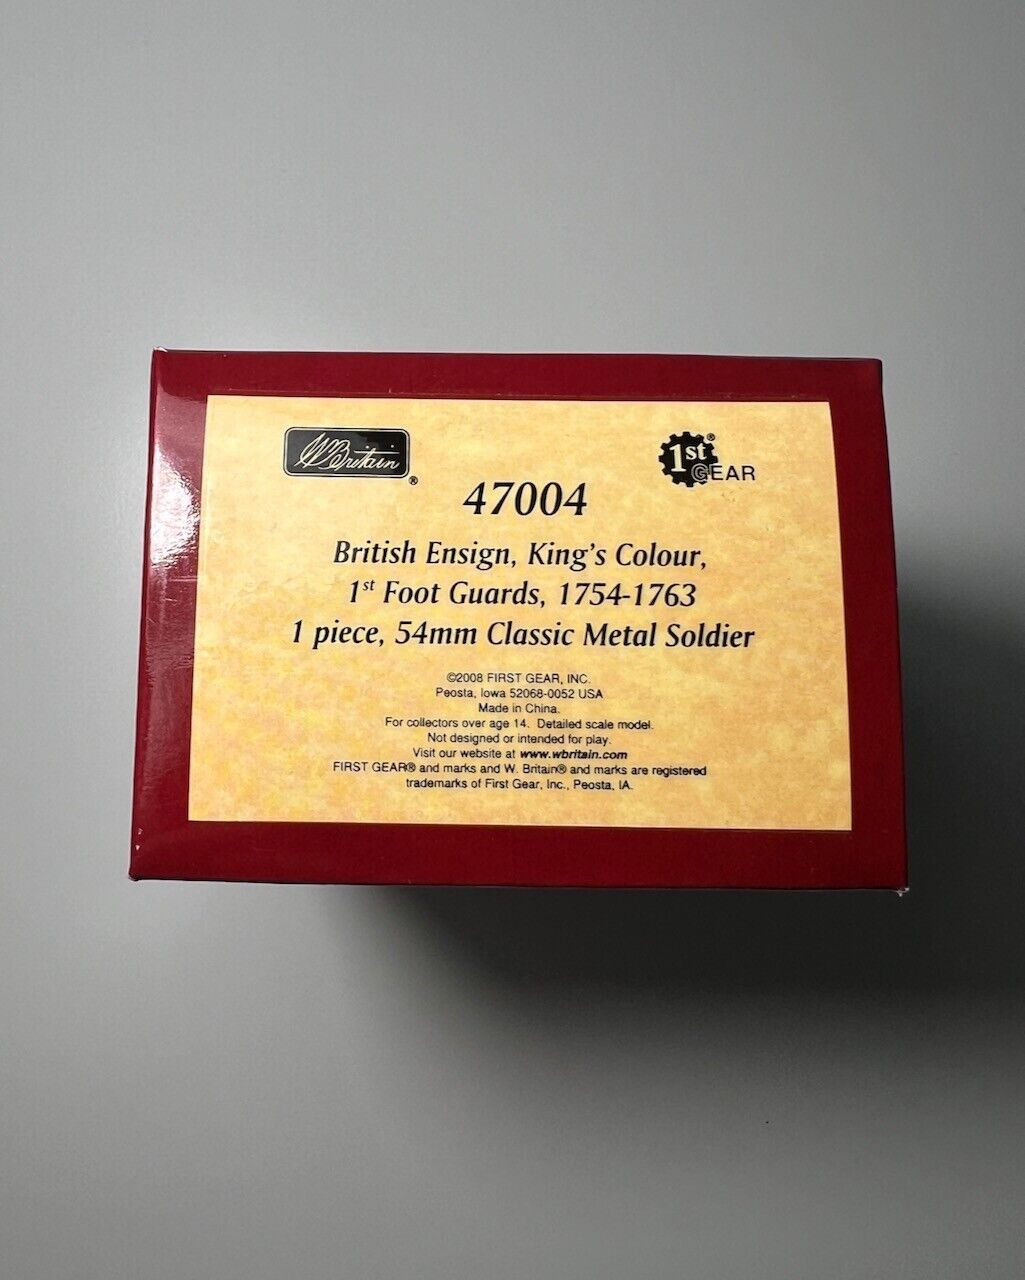 W Britain®
1st GEAR®
47004
British Ensign, King's Colour,
1st Foot Guards, 1754-1763
1 piece, 54mm Classic Metal Soldier
©2008 FIRST GEAR, INC.
Peosta, Iowa 52068-0052 USA
Made in China.
For collectors over age 14. Detailed scale model.
Not designed or intended for play.
Visit our website at www.wbritain.com
FIRST GEAR® and marks and W. Britain® and marks are registered
trademarks of First Gear, Inc., Peosta, IA.